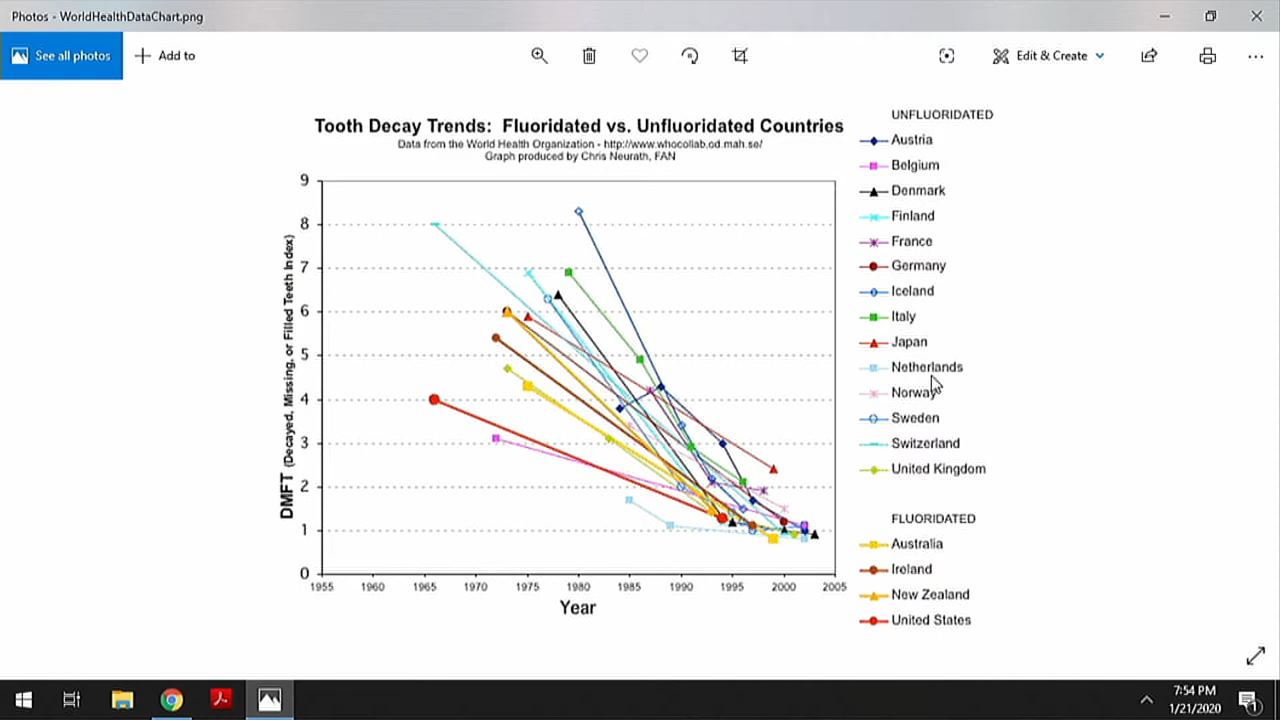 Photos - WorldHealthDataChart.png
See all photos
Add to
Edit & Create
Tooth Decay Trends: Fluoridated vs. Unfluoridated Countries
Data from the World Health Organization - http://www.whocollab.od.mah.se/
Graph produced by Chris Neurath, FAN
DMFT (Decayed, Missing, or Filled Teeth Index)
9
8
7
6
5
4
3
2
1
0
1955 1960 1965 1970 1975 1980 1985 1990 1995 2000 2005
Year
UNFLUORIDATED
Austria
Belgium
Denmark
Finland
France
Germany
Iceland
Italy
Japan
Netherlands
Norway
Sweden
Switzerland
United Kingdom
FLUORIDATED
Australia
Ireland
New Zealand
United States
7:54 PM
1/21/2020
1